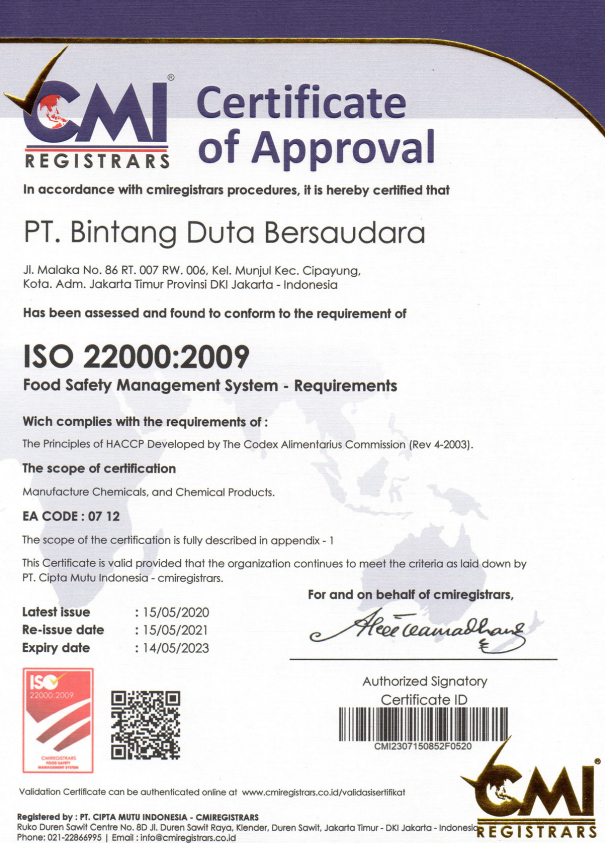 CMI®
REGISTRARS
Certificate
of Approval
In accordance with cmiregistrars procedures, it is hereby certified that
PT. Bintang Duta Bersaudara
Jl. Malaka No. 86 RT. 007 RW. 006, Kel. Munjul Kec. Cipayung,
Kota. Adm. Jakarta Timur Provinsi DKI Jakarta - Indonesia
Has been assessed and found to conform to the requirement of
ISO 22000:2009
Food Safety Management System - Requirements
Wich complies with the requirements of :
The Principles of HACCP Developed by The Codex Alimentarius Commission (Rev 4-2003).
The scope of certification
Manufacture Chemicals, and Chemical Products.
EA CODE : 07 12
The scope of the certification is fully described in appendix - 1
This Certificate is valid provided that the organization continues to meet the criteria as laid down by
PT. Cipta Mutu Indonesia - cmiregistrars.
For and on behalf of cmiregistrars,
Latest issue : 15/05/2020
Re-issue date : 15/05/2021
Expiry date : 14/05/2023
Authorized Signatory
Certificate ID
CMI2307150852F0520
ISO
22000:2009
CMIREGISTRARS
FOOD SAFETY
MANAGEMENT SYSTEM
Validation Certificate can be authenticated online at www.cmiregistrars.co.id/validasisertifikat
Registered by : PT. CIPTA MUTU INDONESIA - CMIREGISTRARS
Ruko Duren Sawit Centre No. 8D Jl. Duren Sawit Raya, Klender, Duren Sawit, Jakarta Timur - DKI Jakarta - Indonesia
Phone: 021-22866995 | Email : info@cmiregistrars.co.id
CMI®
REGISTRARS